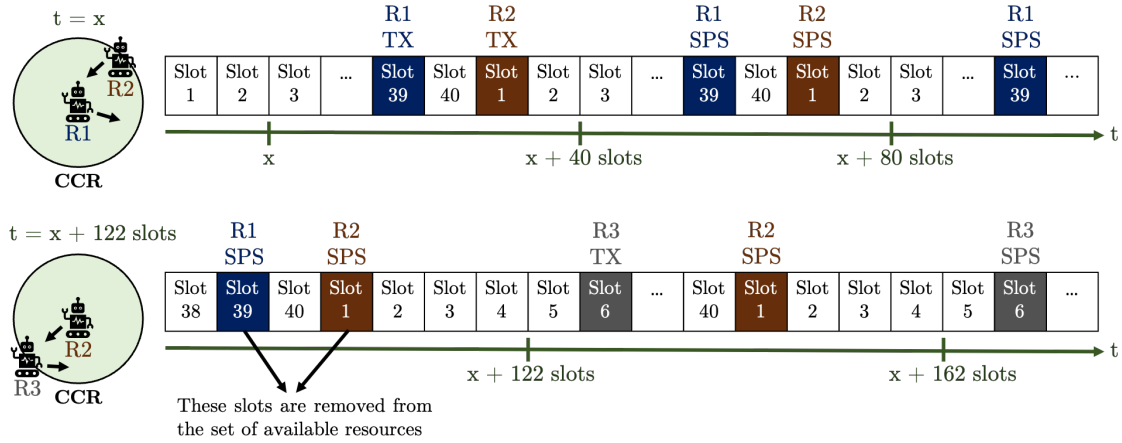 t = x
R2
R1
CCR
R1 TX
R2 TX
R1 SPS
R2 SPS
R1 SPS
Slot 1
Slot 2
Slot 3
...
Slot 39
Slot 40
Slot 1
Slot 2
Slot 3
...
Slot 39
Slot 40
Slot 1
Slot 2
Slot 3
...
Slot 39
...
t
x
x + 40 slots
x + 80 slots
t = x + 122 slots
R2
R3
CCR
R1 SPS
R2 SPS
R3 TX
R2 SPS
R3 SPS
Slot 38
Slot 39
Slot 40
Slot 1
Slot 2
Slot 3
Slot 4
Slot 5
Slot 6
...
Slot 40
Slot 1
Slot 2
Slot 3
Slot 4
Slot 5
Slot 6
...
t
x + 122 slots
x + 162 slots
These slots are removed from
the set of available resources